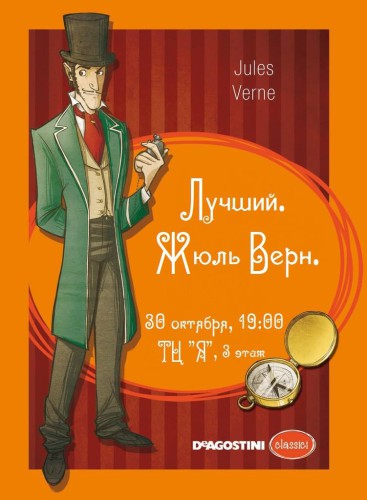 Jules
Verne
Лучший.
Жюль Верн.
30 октября, 19:00
ТЦ "Я", 3 этаж
DeAGOSTINI
classici